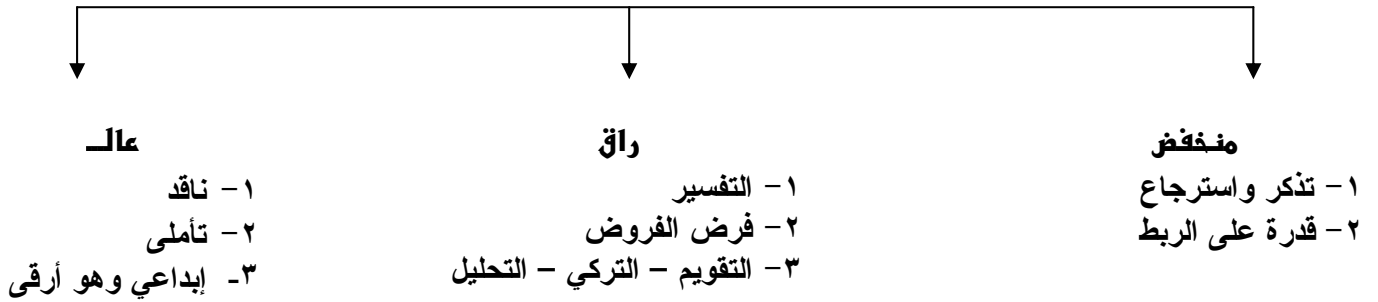 منخفض
١- تذكر واسترجاع
٢- قدرة على الربط
راقٍ
١- التفسير
٢- فرض الفروض
٣- التقويم – التركي – التحليل
عالــ
١- ناقد
٢- تأملى
٣- إبداعي وهو أرقى